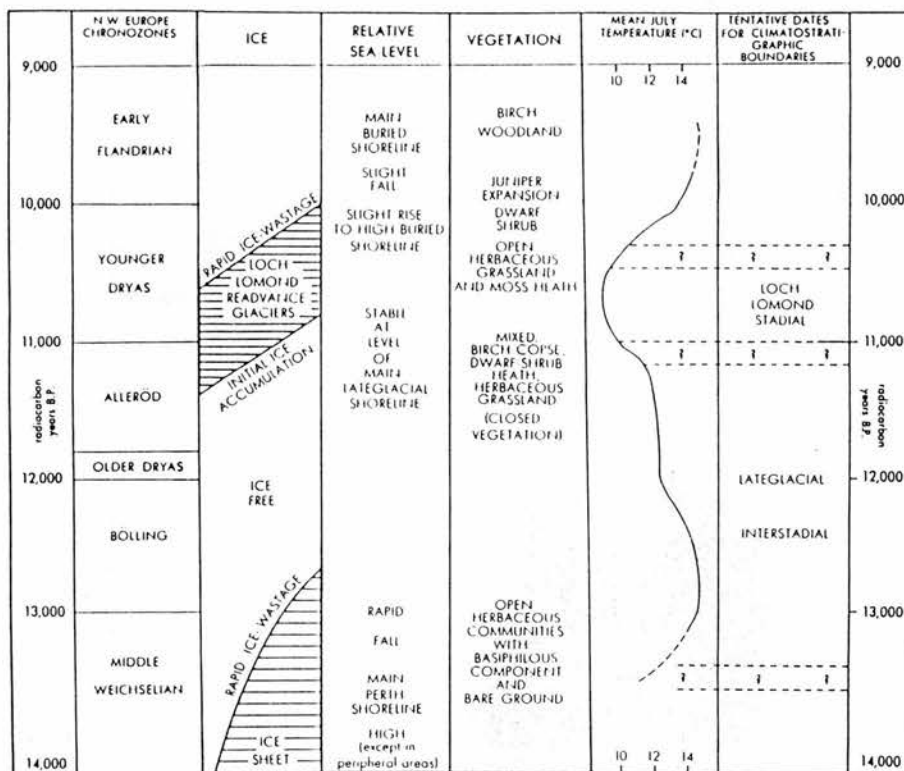 N W EUROPE
CHRONOZONES
ICE
RELATIVE
SEA LEVEL
VEGETATION
MEAN JULY
TEMPERATURE (°C)
TENTATIVE DATES
FOR CLIMATOSTRATI-
GRAPHIC
BOUNDARIES
9,000
10,000
11,000
12,000
13,000
14,000
radiocarbon
years B.P.
EARLY
FLANDRIAN
YOUNGER
DRYAS
ALLERÖD
OLDER DRYAS
BÖLLING
MIDDLE
WEICHSELIAN
RAPID ICE-WASTAGE
LOCH
LOMOND
READVANCE
GLACIERS
INITIAL ICE
ACCUMULATION
ICE
FREE
RAPID ICE-WASTAGE
ICE
SHEET
MAIN
BURIED
SHORELINE
SLIGHT
FALL
SLIGHT RISE
TO HIGH BURIED
SHORELINE
STABLE
AT
LEVEL
OF
MAIN
LATEGLACIAL
SHORELINE
RAPID
FALL
MAIN
PERTH
SHORELINE
HIGH
(except in
peripheral areas)
BIRCH
WOODLAND
JUNIPER
EXPANSION
DWARF
SHRUB
OPEN
HERBACEOUS
GRASSLAND
AND MOSS HEATH
MIXED,
BIRCH COPSE,
DWARF SHRUB
HEATH,
HERBACEOUS
GRASSLAND
(CLOSED
VEGETATION)
OPEN
HERBACEOUS
COMMUNITIES
WITH
BASIPHILOUS
COMPONENT
AND
BARE GROUND
10 12 14
10 12 14
? ? ?
LOCH
LOMOND
STADIAL
? ? ?
LATEGLACIAL
INTERSTADIAL
? ? ?
9,000
10,000
11,000
12,000
13,000
14,000
radiocarbon
years B.P.